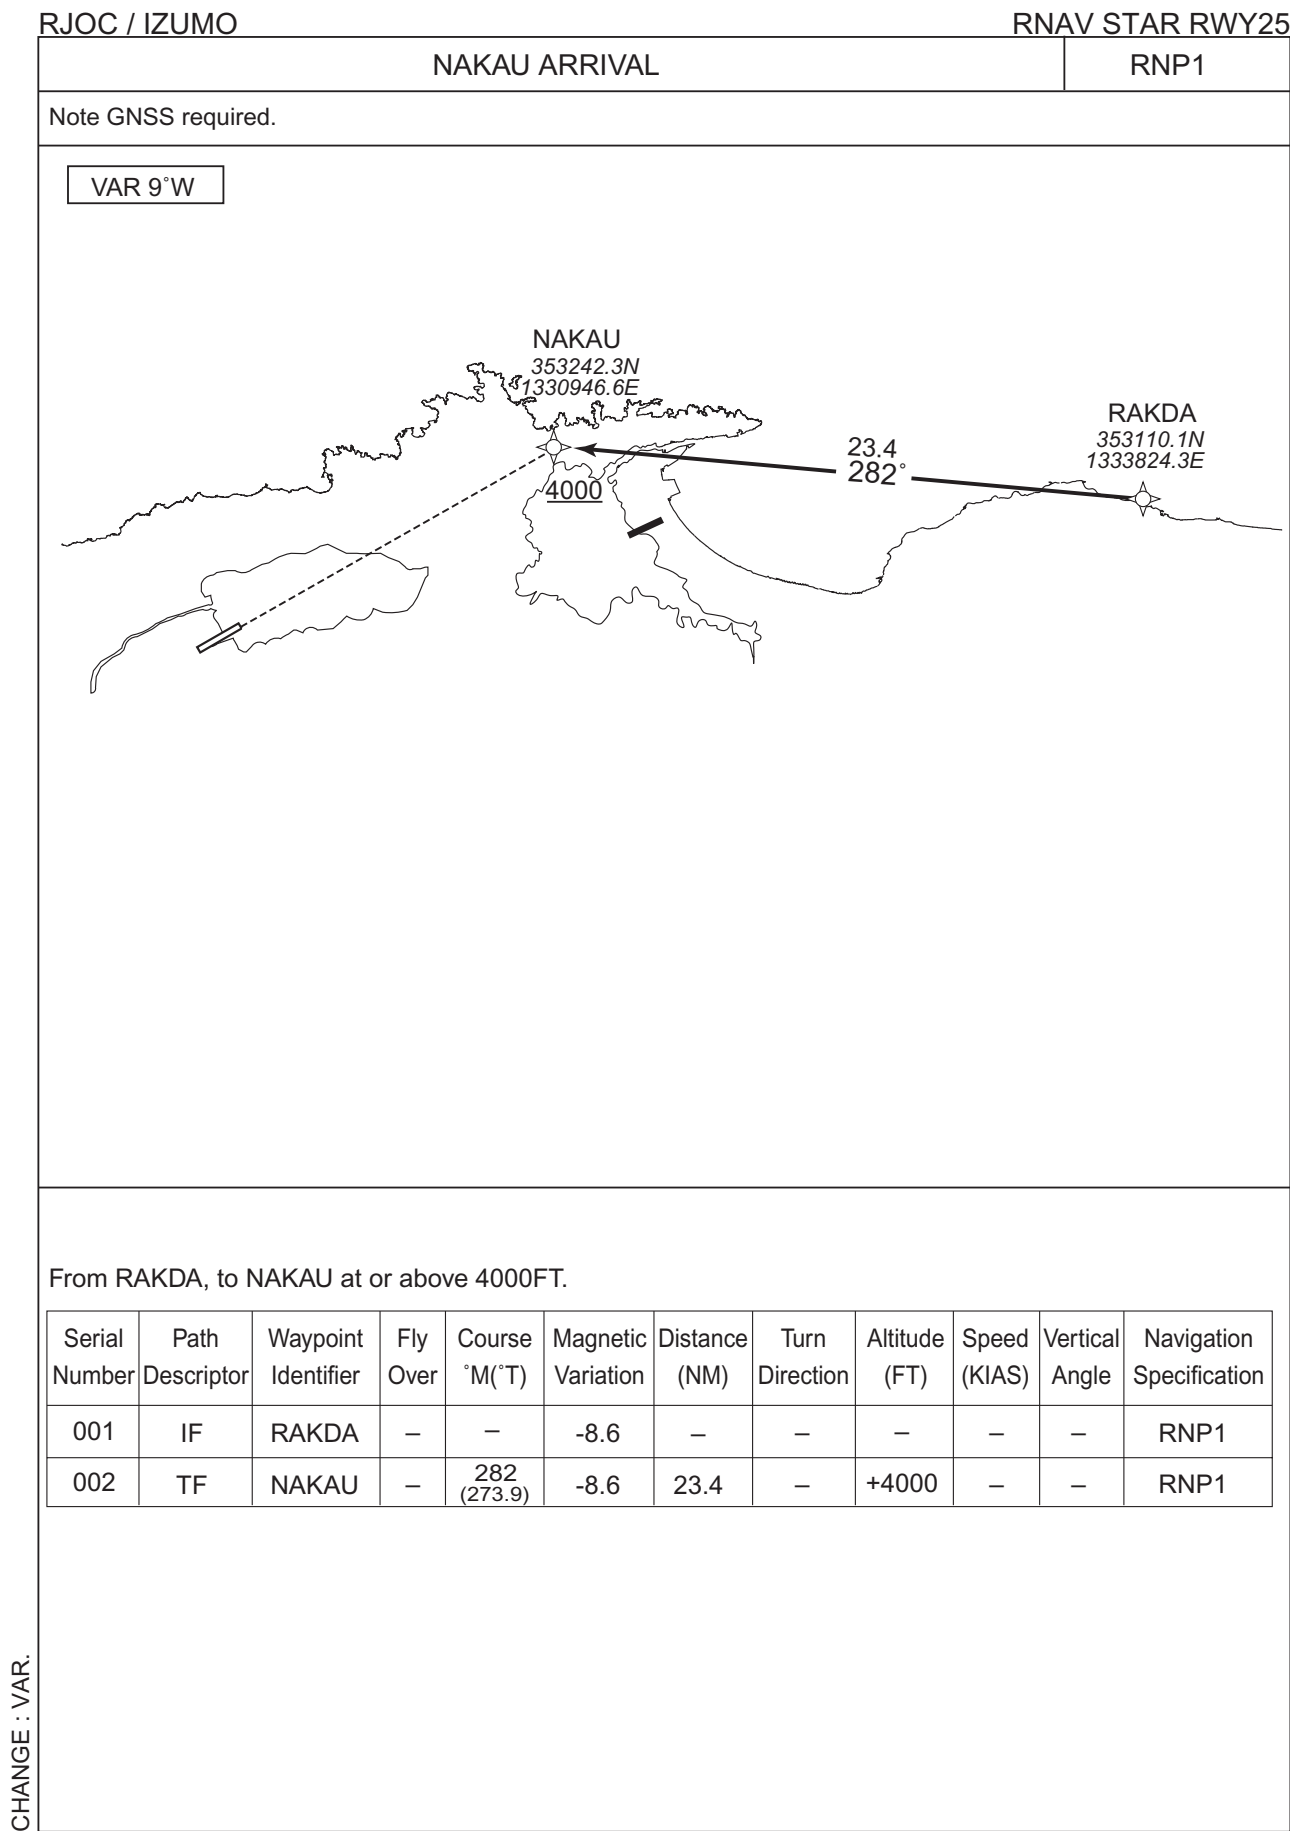 RJOC / IZUMO
RNAV STAR RWY25
NAKAU ARRIVAL
RNP1
Note GNSS required.
VAR 9˚W
NAKAU
353242.3N
1330946.6E
4000
23.4
282˚
RAKDA
353110.1N
1333824.3E
From RAKDA, to NAKAU at or above 4000FT.
Serial Number Path Descriptor Waypoint Identifier Fly Over Course ˚M(˚T) Magnetic Variation Distance (NM) Turn Direction Altitude (FT) Speed (KIAS) Vertical Angle Navigation Specification
001 IF RAKDA – – -8.6 – – – – – RNP1
002 TF NAKAU – 282 (273.9) -8.6 23.4 – +4000 – – RNP1
CHANGE : VAR.